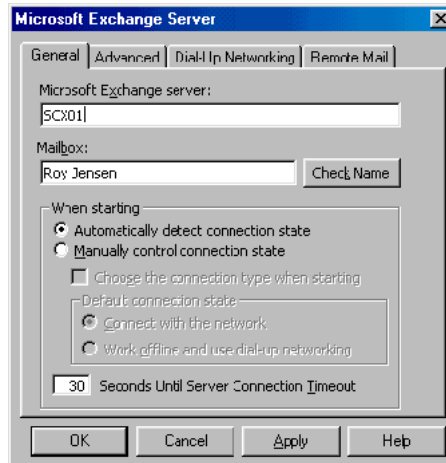 Microsoft Exchange Server
General Advanced Dial-Up Networking Remote Mail
Microsoft Exchange server:
SCX01
Mailbox:
Roy Jensen Check Name
When starting
Automatically detect connection state
Manually control connection state
Choose the connection type when starting
Default connection state
Connect with the network
Work offline and use dial-up networking
30 Seconds Until Server Connection Timeout
OK Cancel Apply Help